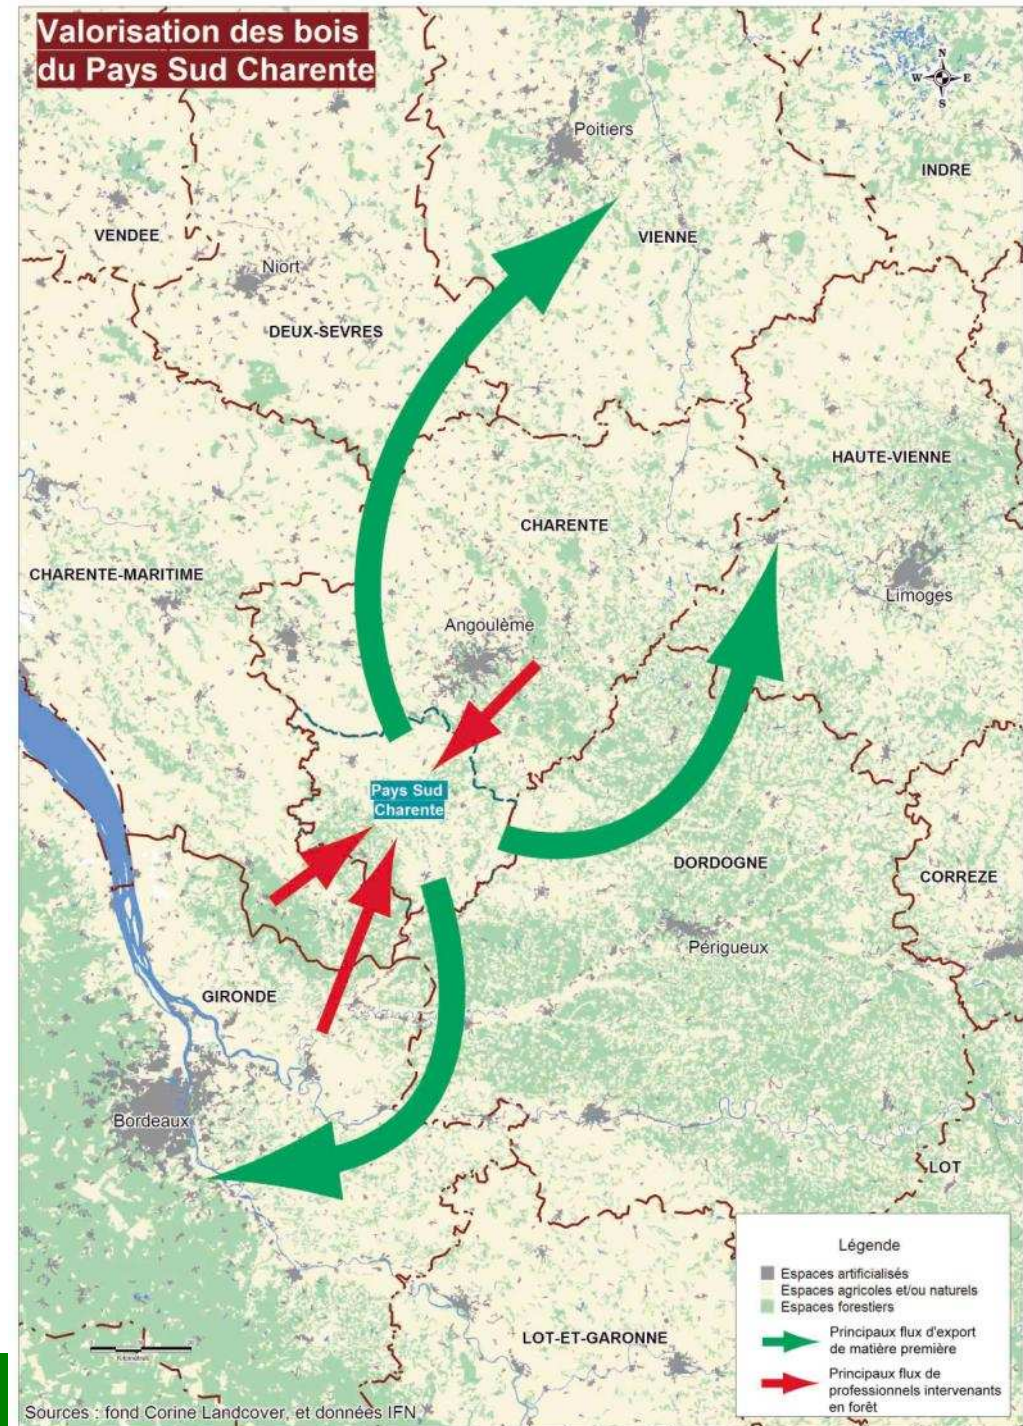 Valorisation des bois
du Pays Sud Charente
N
W E
S
Poitiers
INDRE
VENDEE
VIENNE
Niort
DEUX-SEVRES
HAUTE-VIENNE
CHARENTE
CHARENTE-MARITIME
Limoges
Angoulême
Pays Sud
Charente
DORDOGNE
CORREZE
Périgueux
GIRONDE
Bordeaux
LOT
LOT-ET-GARONNE
Légende
Espaces artificialisés
Espaces agricoles et/ou naturels
Espaces forestiers
Principaux flux d'export
de matière première
Principaux flux de
professionnels intervenants
en forêt
Kilomètres
Sources : fond Corine Landcover et données IFN